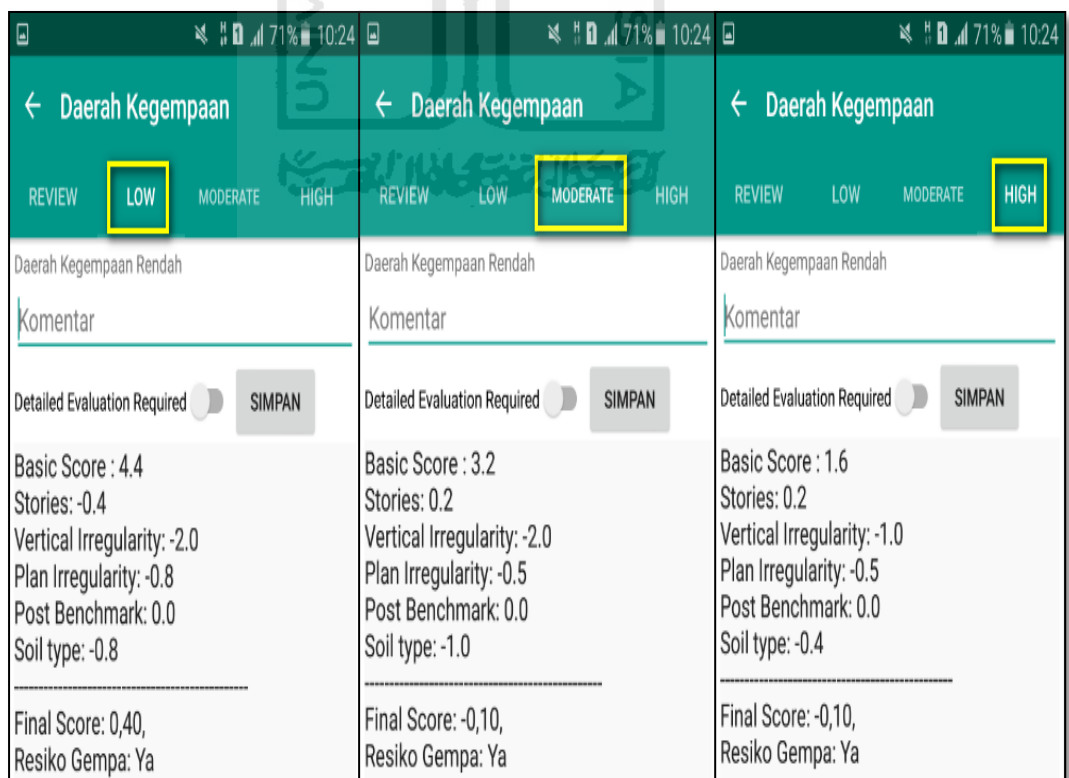 71% 10:24
Daerah Kegempaan
REVIEW LOW MODERATE HIGH
Daerah Kegempaan Rendah
Komentar
Detailed Evaluation Required SIMPAN
Basic Score : 4.4
Stories: -0.4
Vertical Irregularity: -2.0
Plan Irregularity: -0.8
Post Benchmark: 0.0
Soil type: -0.8
--------------------------------------------------
Final Score: 0,40,
Resiko Gempa: Ya
71% 10:24
Daerah Kegempaan
REVIEW LOW MODERATE HIGH
Daerah Kegempaan Rendah
Komentar
Detailed Evaluation Required SIMPAN
Basic Score : 3.2
Stories: 0.2
Vertical Irregularity: -2.0
Plan Irregularity: -0.5
Post Benchmark: 0.0
Soil type: -1.0
--------------------------------------------------
Final Score: -0,10,
Resiko Gempa: Ya
71% 10:24
Daerah Kegempaan
REVIEW LOW MODERATE HIGH
Daerah Kegempaan Rendah
Komentar
Detailed Evaluation Required SIMPAN
Basic Score : 1.6
Stories: 0.2
Vertical Irregularity: -1.0
Plan Irregularity: -0.5
Post Benchmark: 0.0
Soil type: -0.4
--------------------------------------------------
Final Score: -0,10,
Resiko Gempa: Ya